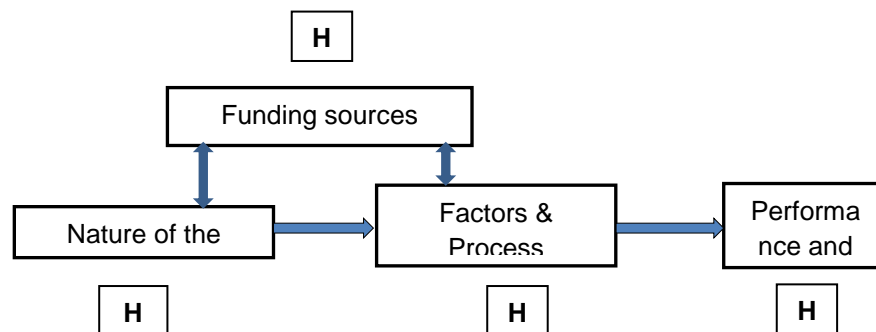 H
Funding sources
Nature of the
Factors &
Process
Performa
nce and
H
H
H